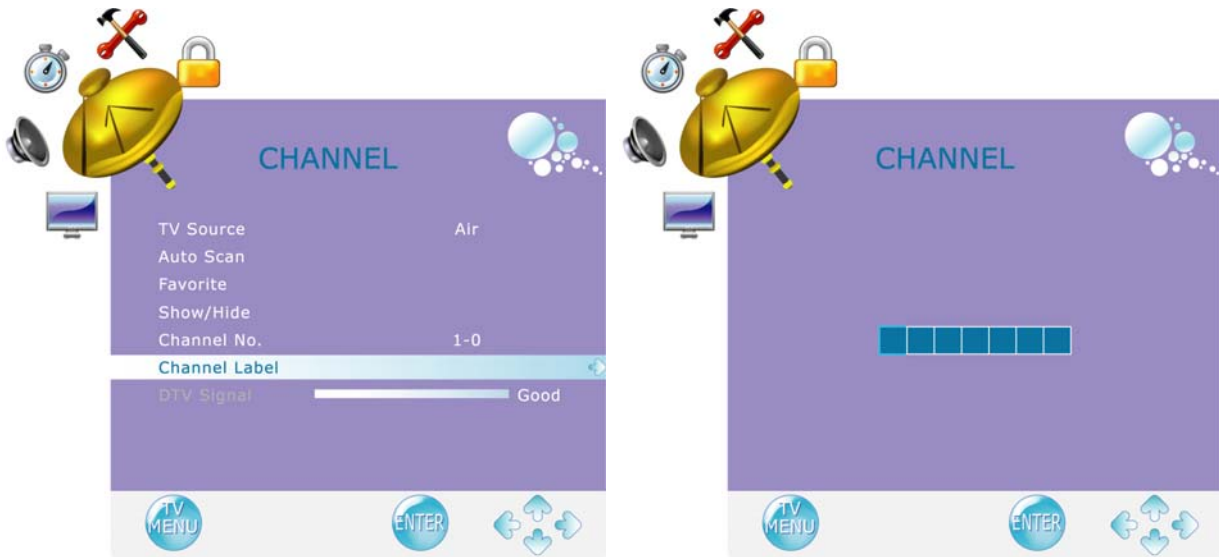 CHANNEL
TV Source Air
Auto Scan
Favorite
Show/Hide
Channel No. 1-0
Channel Label
DTV Signal Good
TV
MENU
ENTER
CHANNEL
TV
MENU
ENTER